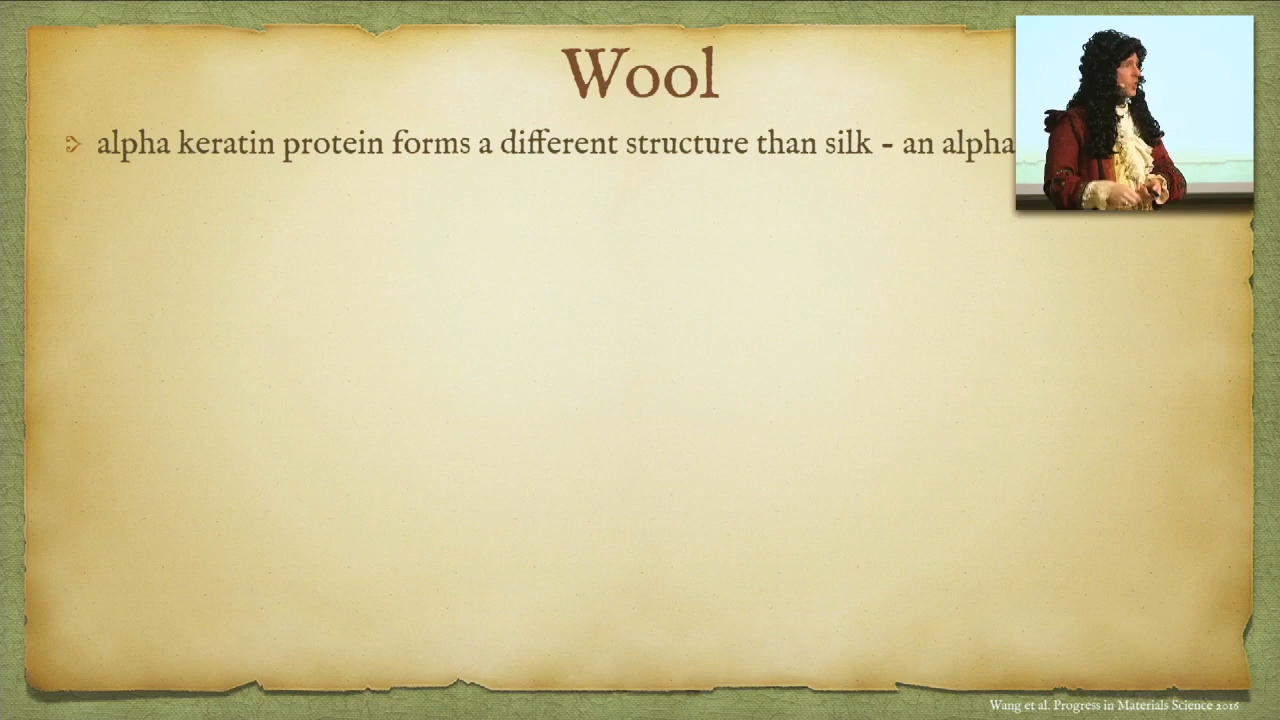 Wool
alpha keratin protein forms a different structure than silk - an alpha
Wang et al. Progress in Materials Science 2016